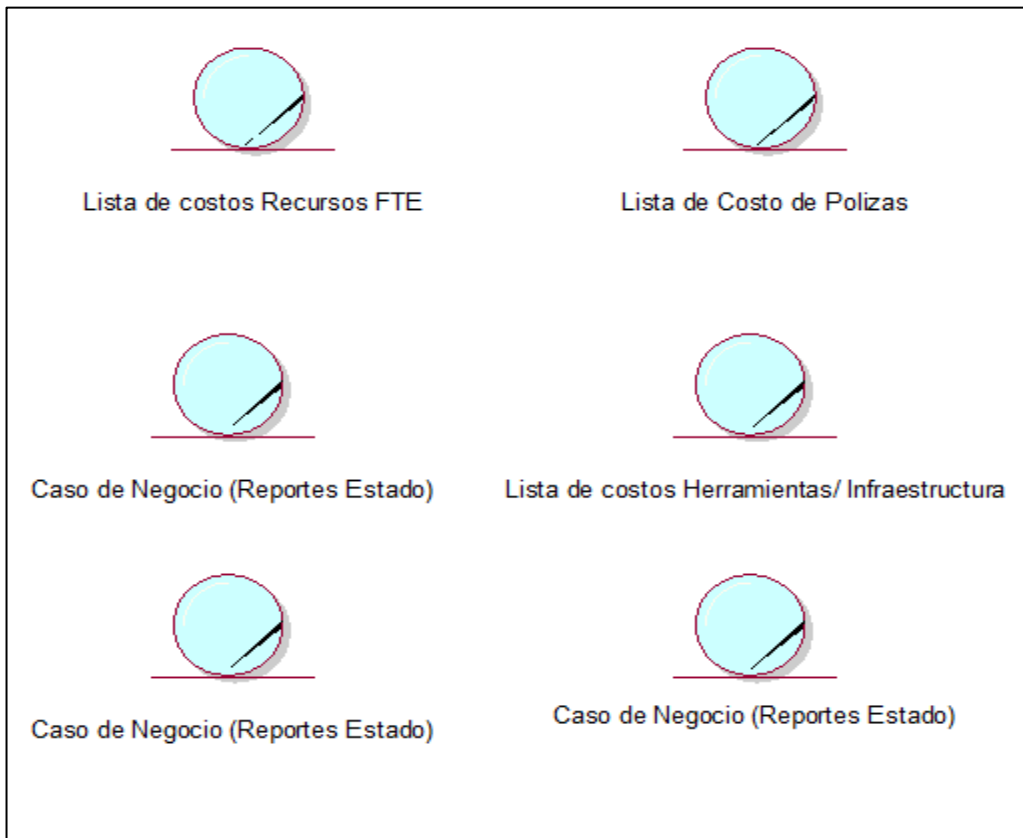 Lista de costos Recursos FTE
Lista de Costo de Polizas
Caso de Negocio (Reportes Estado)
Lista de costos Herramientas/ Infraestructura
Caso de Negocio (Reportes Estado)
Caso de Negocio (Reportes Estado)